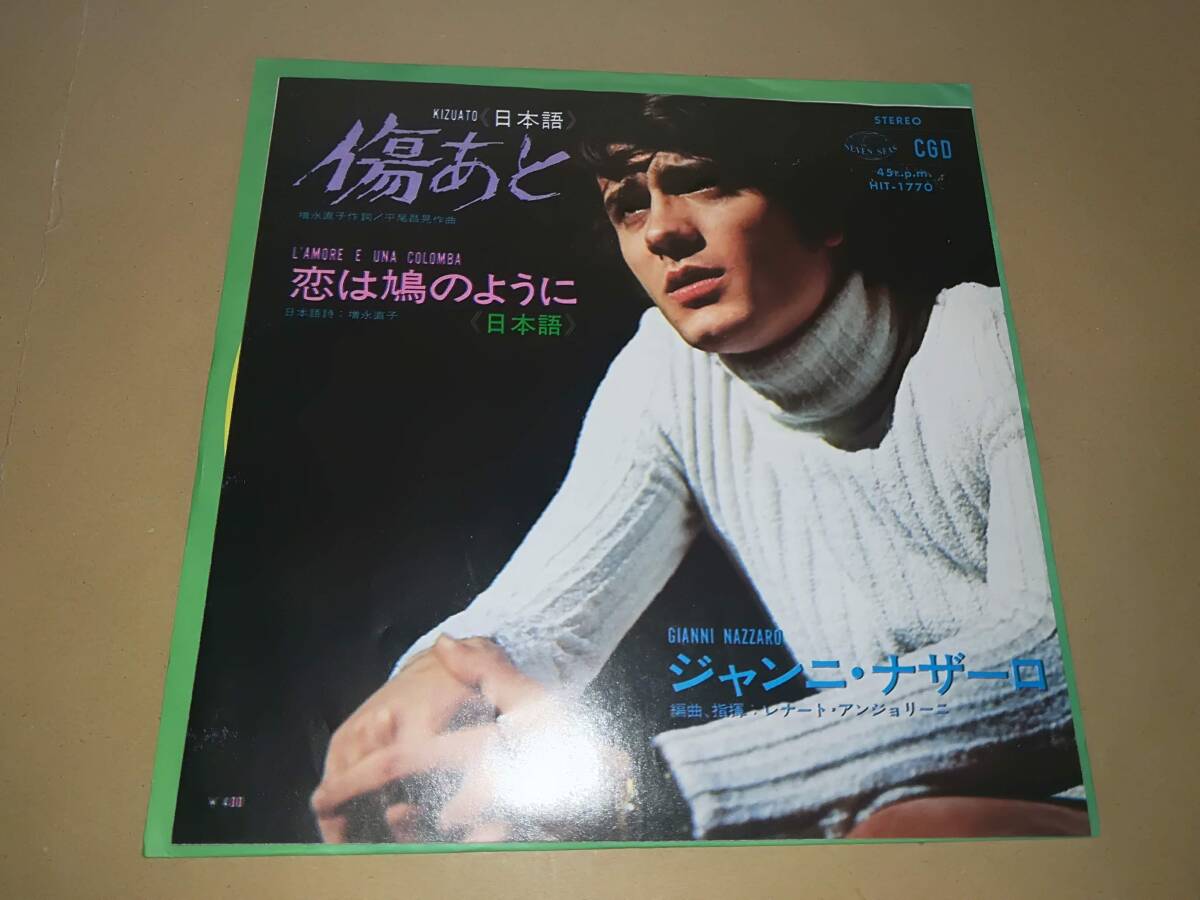 KIZUATO《日本語》
傷あと
増永直子作詞/平尾昌晃作曲
L'AMORE E UNA COLOMBA
恋は鳩のように
日本語詩:増永直子
《日本語》
STEREO
SEVEN SEAS CGD
45r.p.m.
HIT-1770
GIANNI NAZZARO
ジャンニ・ナザーロ
編曲、指揮:レナート・アンジョリーニ